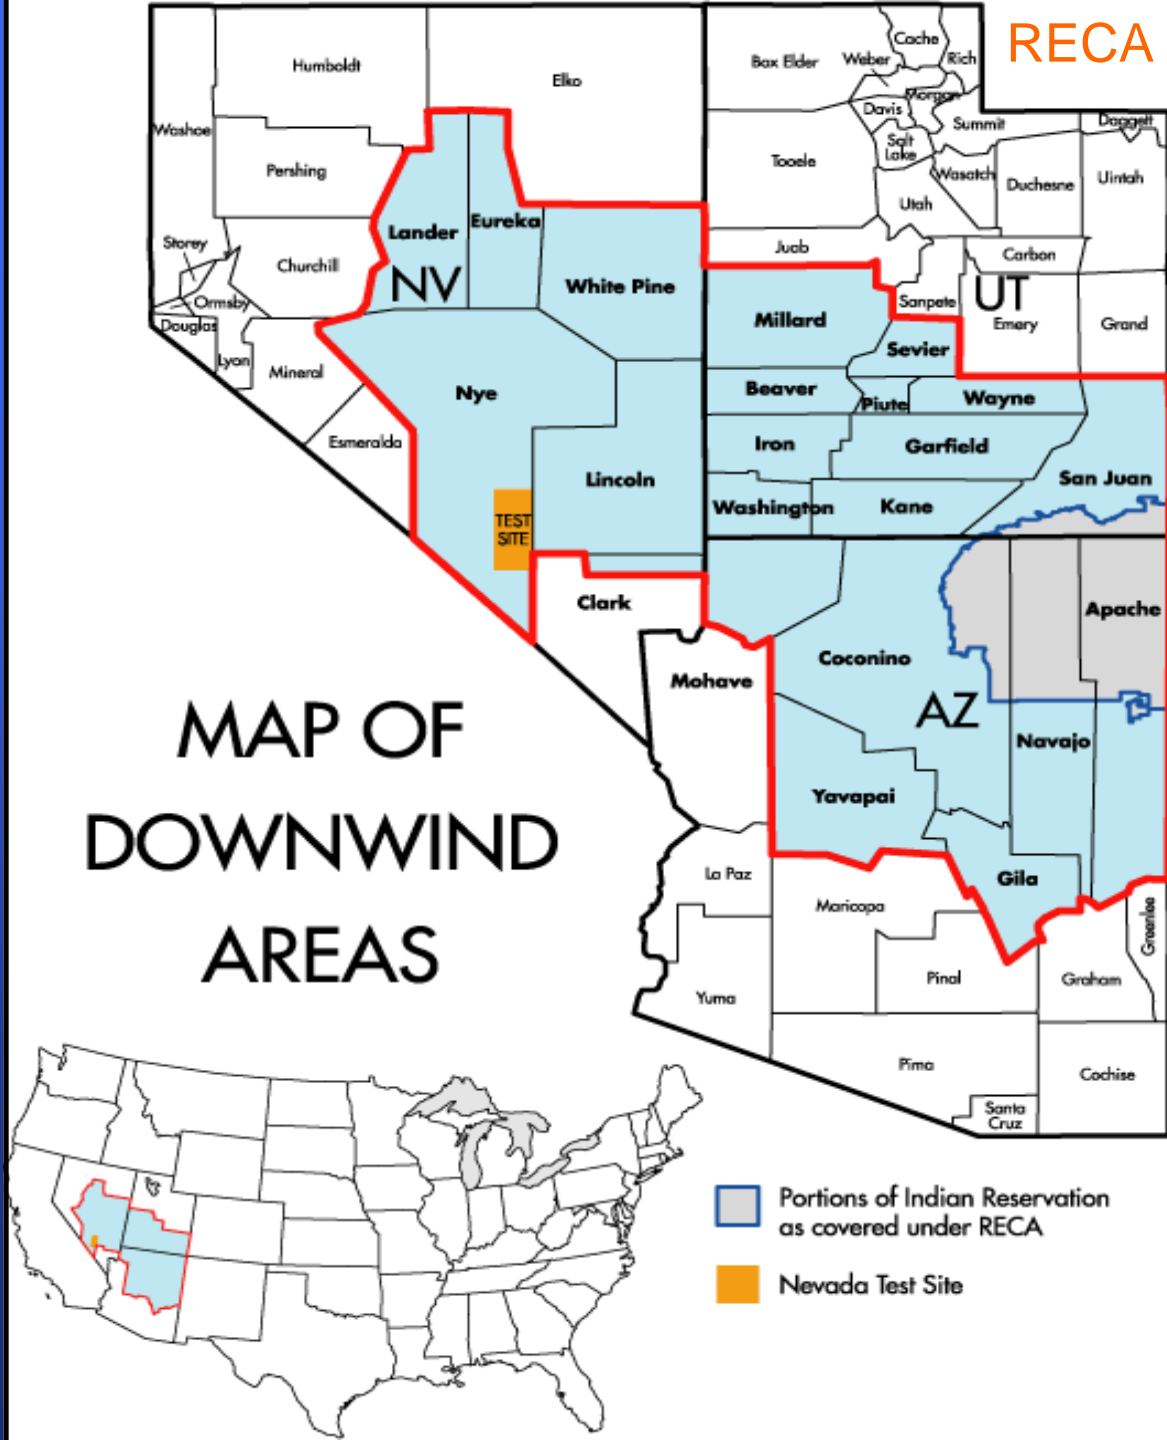 RECA
Humboldt
Elko
Washoe
Pershing
Lander
Eureka
Storey
Churchill
NV
White Pine
Ormsby
Douglas
Lyon
Mineral
Nye
Esmeralda
Lincoln
TEST
SITE
Clark
Box Elder
Weber
Cache
Rich
Morgan
Davis
Summit
Daggett
Salt
Lake
Tooele
Wasatch
Duchesne
Uintah
Utah
Juab
Carbon
UT
Sanpete
Emery
Grand
Millard
Sevier
Beaver
Piute
Wayne
Iron
Garfield
San Juan
Washington
Kane
Apache
Coconino
Mohave
AZ
Navajo
Yavapai
La Paz
Gila
Maricopa
Greenlee
Yuma
Pinal
Graham
Pima
Cochise
Santa
Cruz
MAP OF
DOWNWIND
AREAS
Portions of Indian Reservation
as covered under RECA
Nevada Test Site